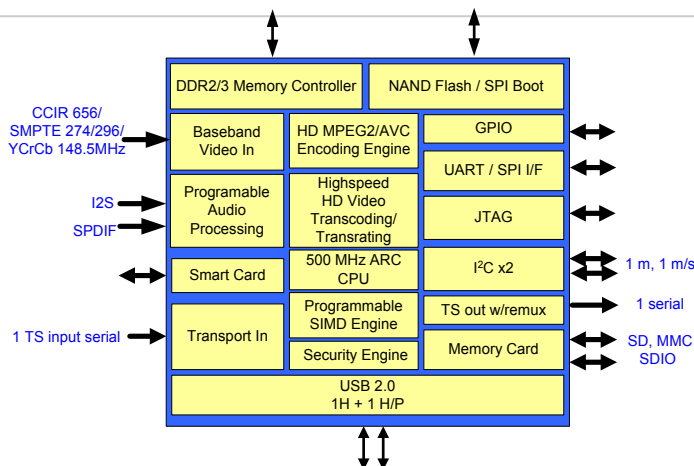 DDR2/3 Memory Controller
NAND Flash / SPI Boot
CCIR 656/
SMPTE 274/296/
YCrCb 148.5MHz
Baseband
Video In
HD MPEG2/AVC
Encoding Engine
GPIO
UART / SPI I/F
I2S
SPDIF
Programable
Audio
Processing
Highspeed
HD Video
Transcoding/
Transrating
JTAG
Smart Card
500 MHz ARC
CPU
I²C x2
1 m, 1 m/s
Programmable
SIMD Engine
TS out w/remux
1 serial
1 TS input serial
Transport In
Security Engine
Memory Card
SD, MMC
SDIO
USB 2.0
1H + 1 H/P